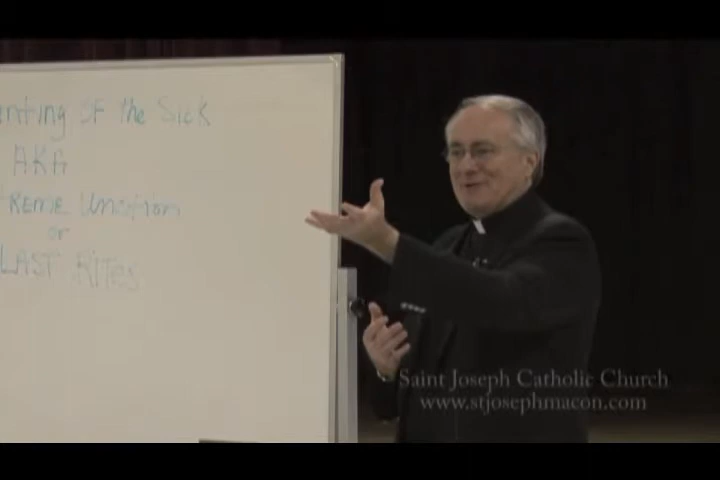 nting of the Sick
AKA
treme Unction
or
LAST Rites
Saint Joseph Catholic Church
www.stjosephmacon.com